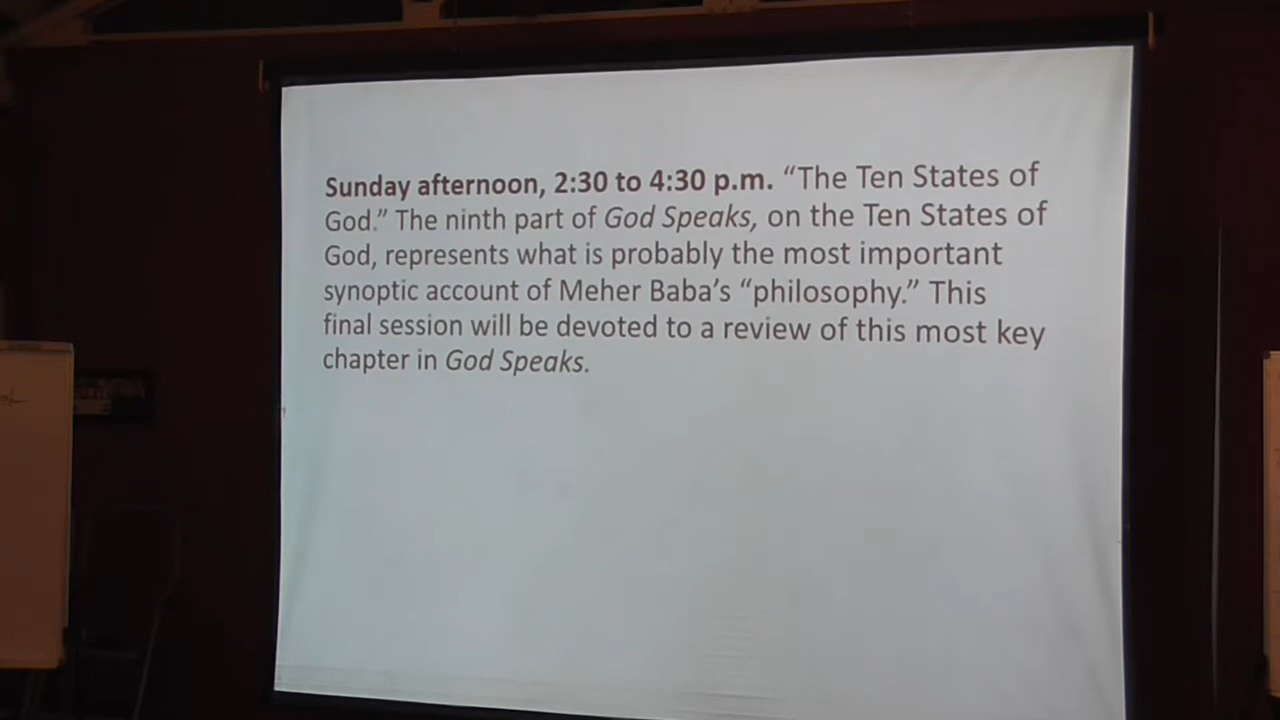 Sunday afternoon, 2:30 to 4:30 p.m. “The Ten States of
God.” The ninth part of God Speaks, on the Ten States of
God, represents what is probably the most important
synoptic account of Meher Baba’s “philosophy.” This
final session will be devoted to a review of this most key
chapter in God Speaks.